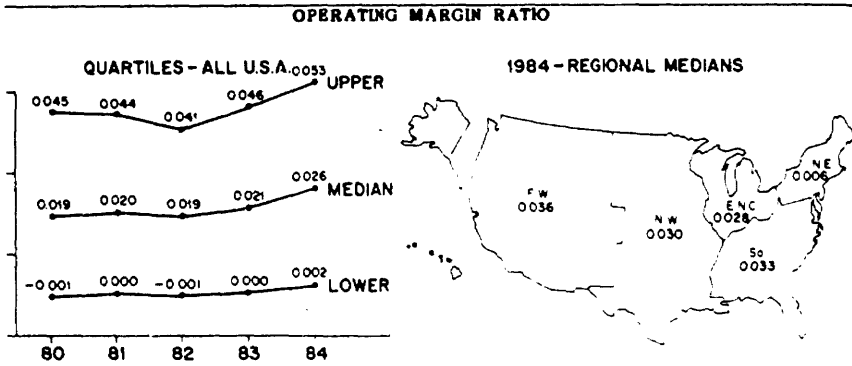 OPERATING MARGIN RATIO
QUARTILES – ALL U.S.A.
0.053
UPPER
0.045
0.044
0.041
0.046
0.026
MEDIAN
0.019
0.020
0.019
0.021
0.002
LOWER
-0.001
0.000
-0.001
0.000
80 81 82 83 84
1984 – REGIONAL MEDIANS
N E
0.006
F W
0.036
E N C
0.028
N W
0.030
So
0.033